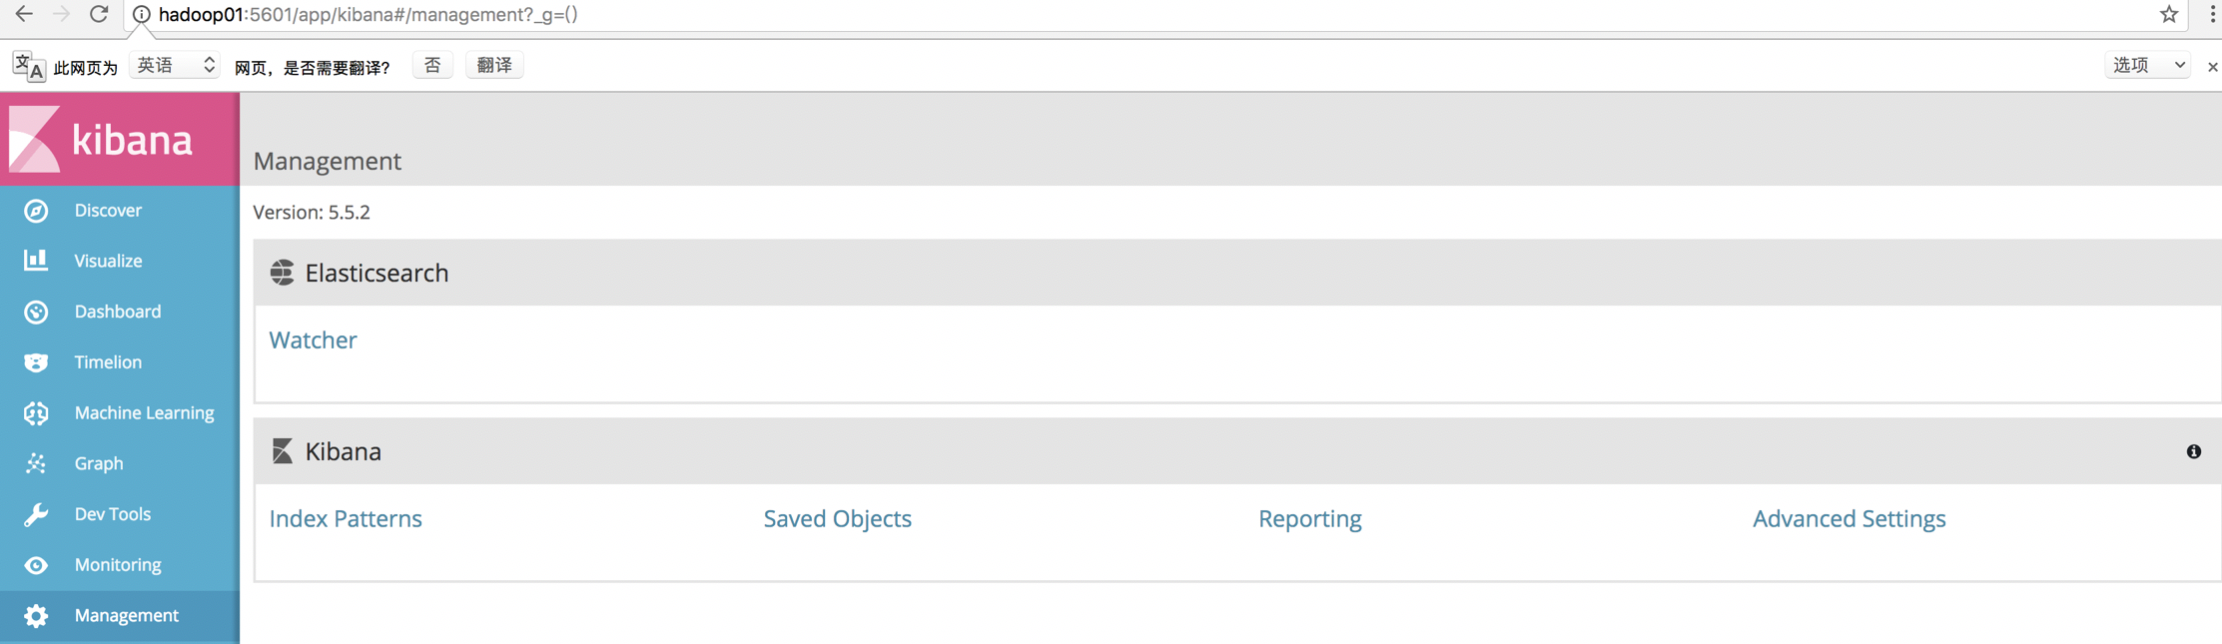 hadoop01:5601/app/kibana#/management?_g=()
文A 此网页为 英语 网页，是否需要翻译? 否 翻译 选项 ×
kibana
Management
Discover
Version: 5.5.2
Visualize
Elasticsearch
Dashboard
Watcher
Timelion
Machine Learning
Kibana
Graph
Dev Tools
Index Patterns Saved Objects Reporting Advanced Settings
Monitoring
Management